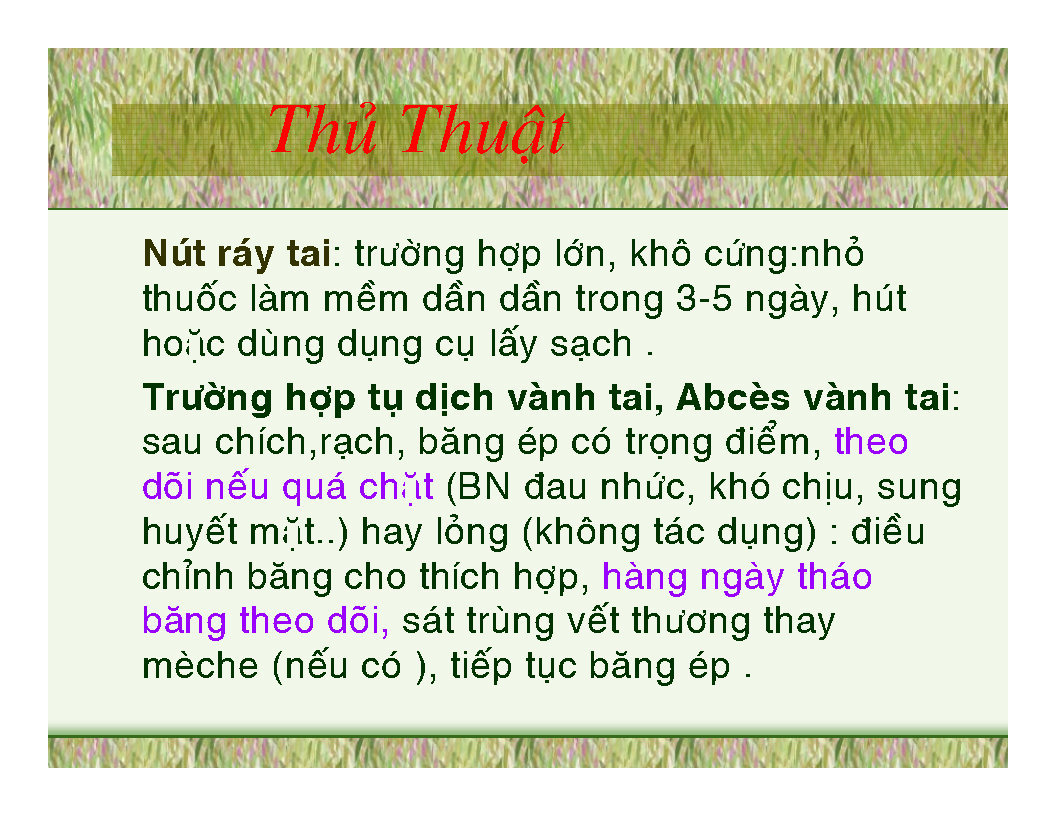 Thủ Thuật
Nút ráy tai: trường hợp lớn, khô cứng:nhỏ
thuốc làm mềm dần dần trong 3-5 ngày, hút
hoặc dùng dụng cụ lấy sạch .
Trường hợp tụ dịch vành tai, Abcès vành tai:
sau chích,rạch, băng ép có trọng điểm, theo
dõi nếu quá chặt (BN đau nhức, khó chịu, sung
huyết mặt..) hay lỏng (không tác dụng) : điều
chỉnh băng cho thích hợp, hàng ngày tháo
băng theo dõi, sát trùng vết thương thay
mèche (nếu có ), tiếp tục băng ép .